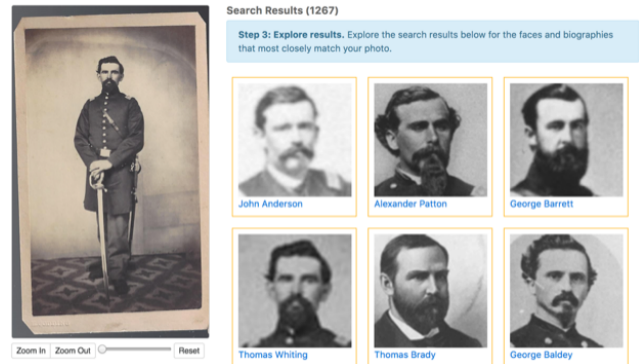 Search Results (1267)
Step 3: Explore results. Explore the search results below for the faces and biographies
that most closely match your photo.
John Anderson
Alexander Patton
George Barrett
Thomas Whiting
Thomas Brady
George Baldey
Zoom In Zoom Out Reset